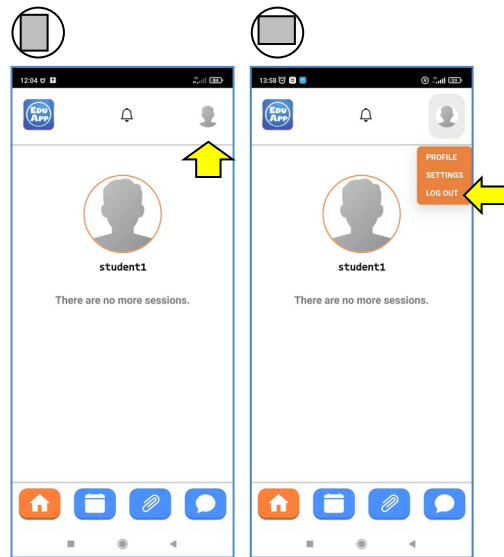 12:04
EDU
APP
student1
There are no more sessions.
13:58
EDU
APP
PROFILE
SETTINGS
LOG OUT
student1
There are no more sessions.